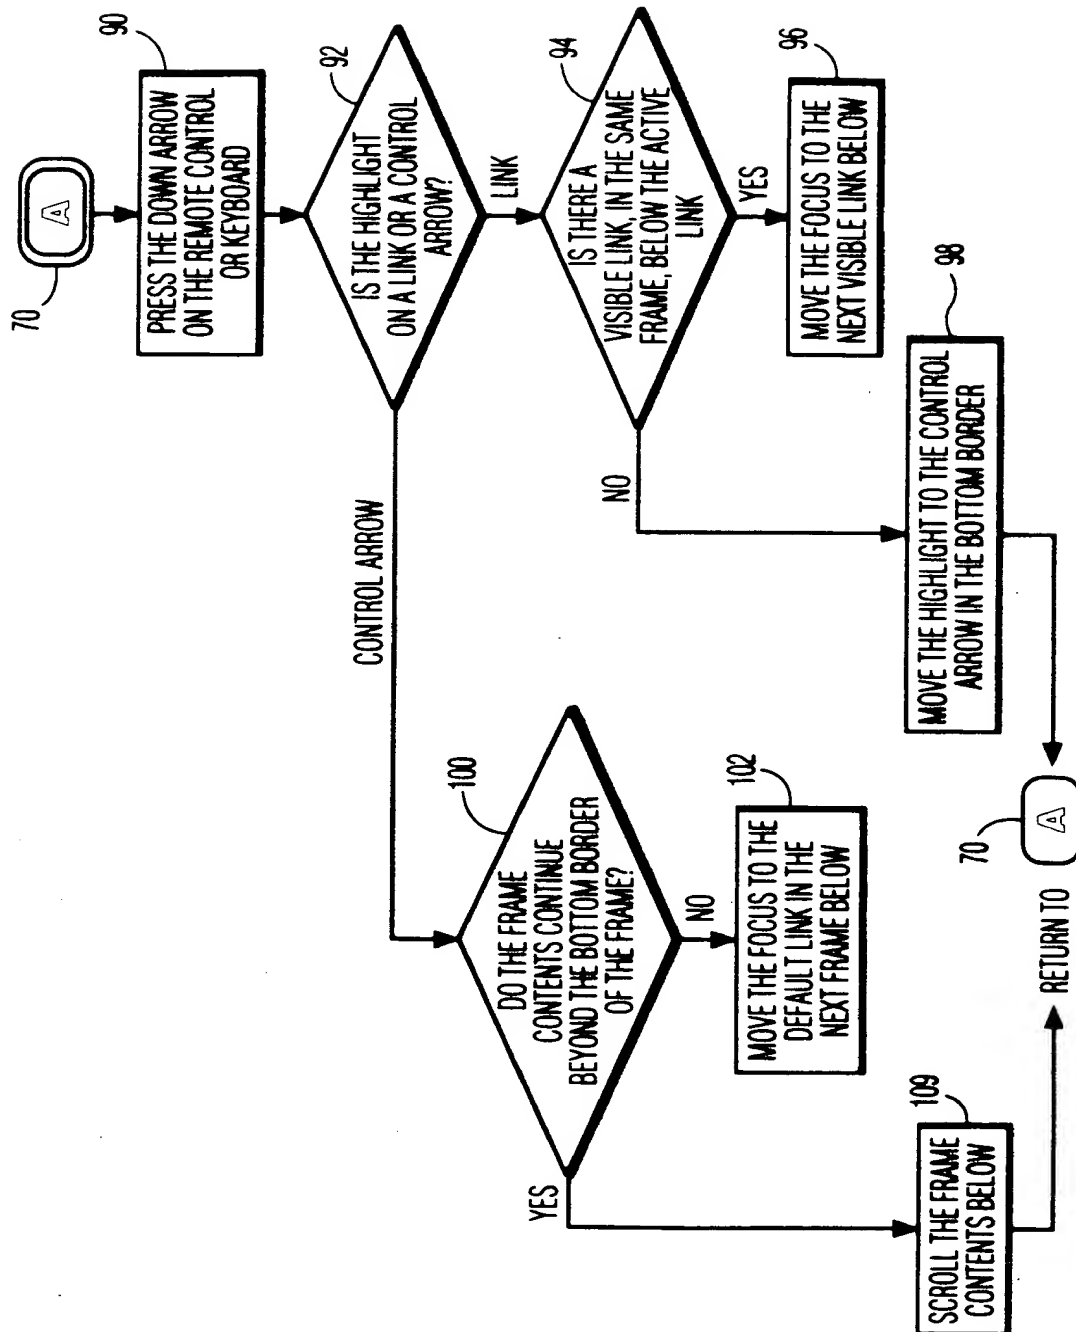 70
A
90
PRESS THE DOWN ARROW
ON THE REMOTE CONTROL
OR KEYBOARD
92
IS THE HIGHLIGHT
ON A LINK OR A CONTROL
ARROW?
LINK
CONTROL ARROW
94
IS THERE A
VISIBLE LINK, IN THE SAME
FRAME, BELOW THE ACTIVE
LINK
YES
NO
96
MOVE THE FOCUS TO THE
NEXT VISIBLE LINK BELOW
98
MOVE THE HIGHLIGHT TO THE CONTROL
ARROW IN THE BOTTOM BORDER
100
DO THE FRAME
CONTENTS CONTINUE
BEYOND THE BOTTOM BORDER
OF THE FRAME?
NO
YES
102
MOVE THE FOCUS TO THE
DEFAULT LINK IN THE
NEXT FRAME BELOW
109
SCROLL THE FRAME
CONTENTS BELOW
RETURN TO
70
A